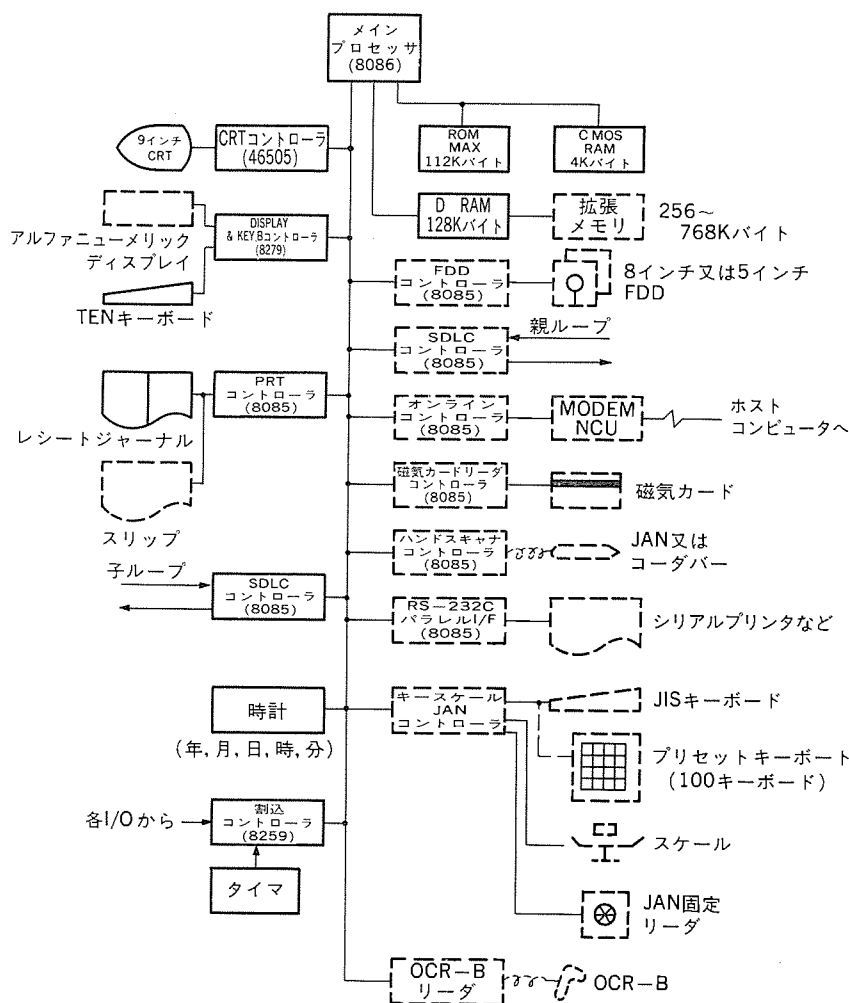 メイン
プロセッサ
(8086)
9インチ
CRT
CRTコントローラ
(46505)
ROM
MAX
112Kバイト
CMOS
RAM
4Kバイト
アルファニューメリック
ディスプレイ
DISPLAY
& KEY,Bコントローラ
(8279)
TENキーボード
D RAM
128Kバイト
拡張
メモリ
256～
768Kバイト
FDD
コントローラ
(8085)
8インチ又は5インチ
FDD
SDLC
コントローラ
(8085)
親ループ
レシートジャーナル
PRT
コントローラ
(8085)
スリップ
オンライン
コントローラ
(8085)
MODEM
NCU
ホスト
コンピュータへ
磁気カードリーダ
コントローラ
(8085)
磁気カード
ハンドスキャナ
コントローラ
(8085)
JAN又は
コーダバー
子ループ
SDLC
コントローラ
(8085)
RS－232C
パラレルI/F
(8085)
シリアルプリンタなど
時計
(年,月,日,時,分)
キースケール
JAN
コントローラ
JISキーボード
プリセットキーボート
(100キーボード)
スケール
JAN固定
リーダ
各I/Oから
割込
コントローラ
(8259)
タイマ
OCR－B
リーダ
OCR－B